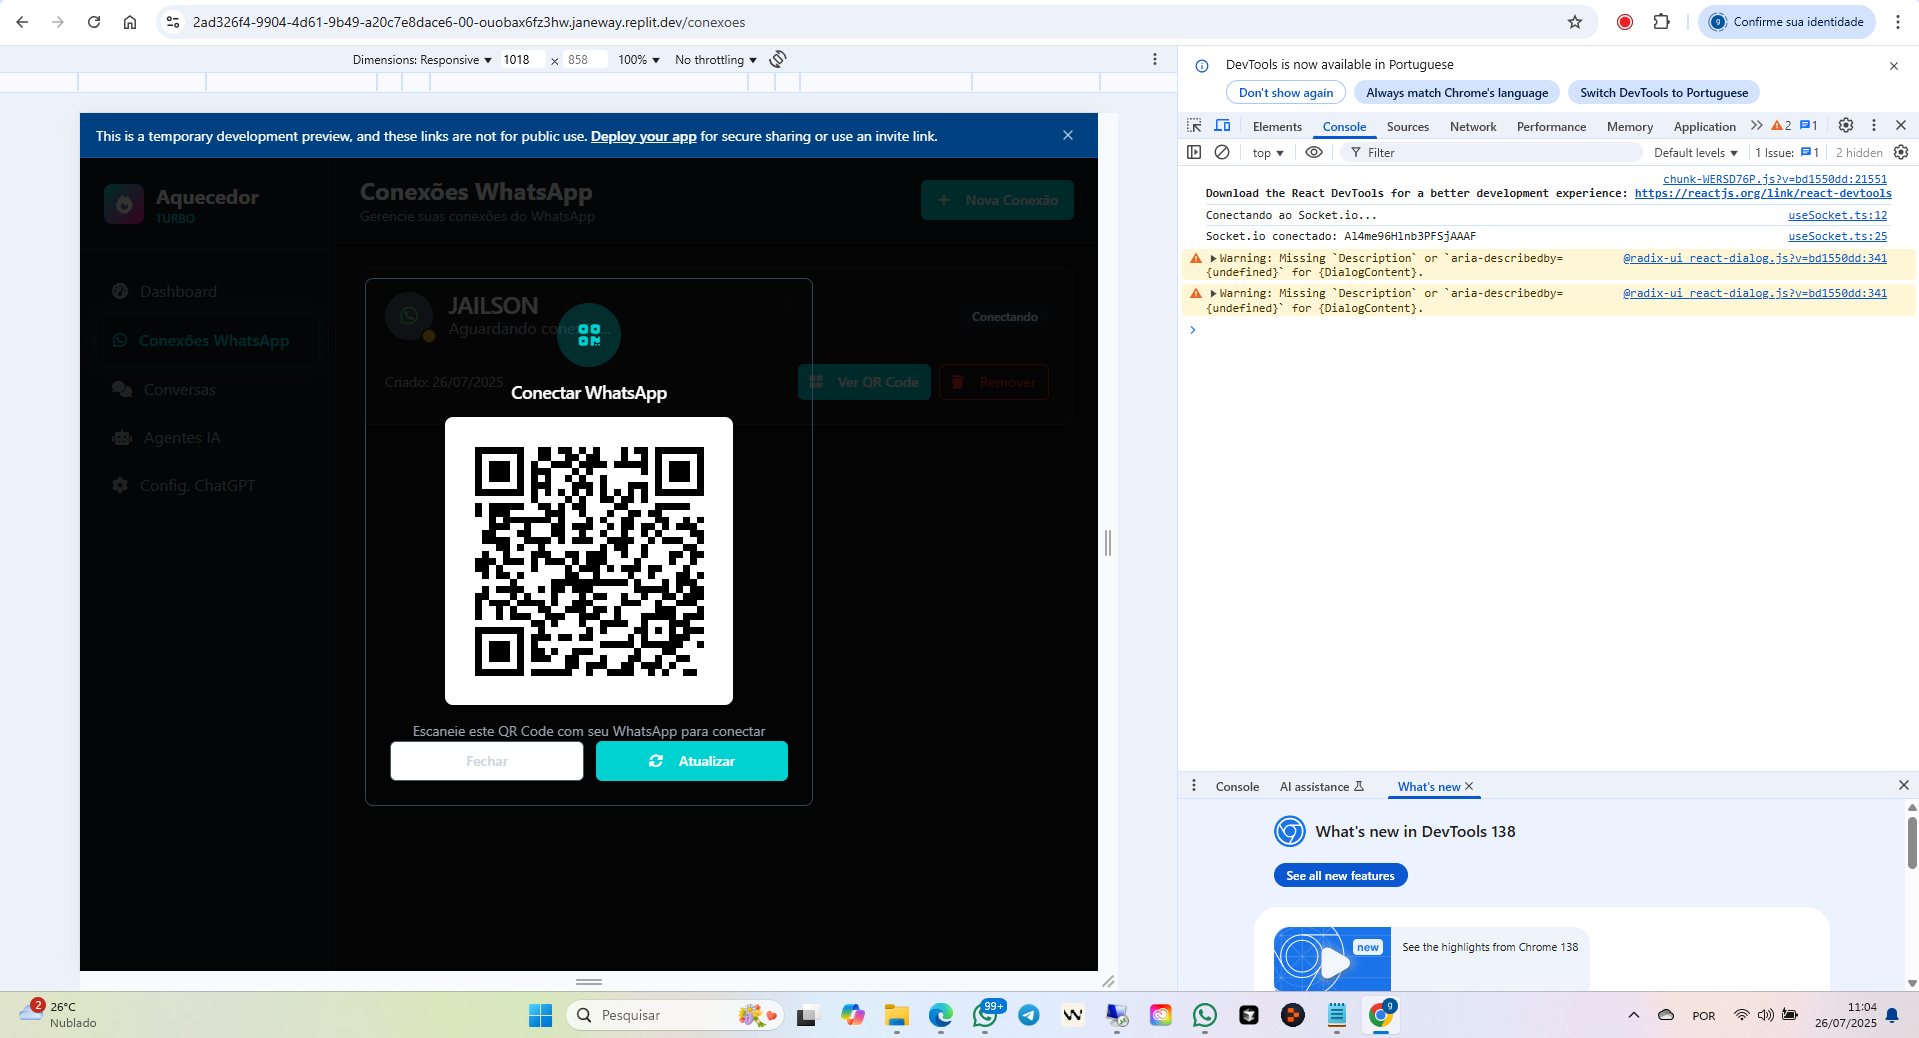 2ad326f4-9904-4d61-9b49-a20c7e8dace6-00-ouobax6fz3hw.janeway.replit.dev/conexoes
9
Confirme sua identidade
Dimensions: Responsive
1018
×
858
100%
No throttling
This is a temporary development preview, and these links are not for public use. Deploy your app for secure sharing or use an invite link.
Aquecedor
TURBO
Dashboard
Conexões WhatsApp
Conversas
Agentes IA
Config. ChatGPT
Conexões WhatsApp
Gerencie suas conexões do WhatsApp
Nova Conexão
JAILSON
Aguardando cone...
Conectando
Criado: 26/07/2025
Ver QR Code
Remover
Conectar WhatsApp
Escaneie este QR Code com seu WhatsApp para conectar
Fechar
Atualizar
DevTools is now available in Portuguese
Don't show again
Always match Chrome's language
Switch DevTools to Portuguese
Elements
Console
Sources
Network
Performance
Memory
Application
2
1
top
Filter
Default levels
1 Issue:
1
2 hidden
chunk-WERSD76P.js?v=bd1550dd:21551
Download the React DevTools for a better development experience: https://reactjs.org/link/react-devtools
Conectando ao Socket.io...
useSocket.ts:12
Socket.io conectado: Al4me96Hlnb3PFSjAAAF
useSocket.ts:25
Warning: Missing `Description` or `aria-describedby=
@radix-ui_react-dialog.js?v=bd1550dd:341
{undefined}` for {DialogContent}.
Warning: Missing `Description` or `aria-describedby=
@radix-ui_react-dialog.js?v=bd1550dd:341
{undefined}` for {DialogContent}.
Console
AI assistance
What's new
What's new in DevTools 138
See all new features
new
See the highlights from Chrome 138
2
26°C
Nublado
Pesquisar
99+
9
POR
11:04
26/07/2025